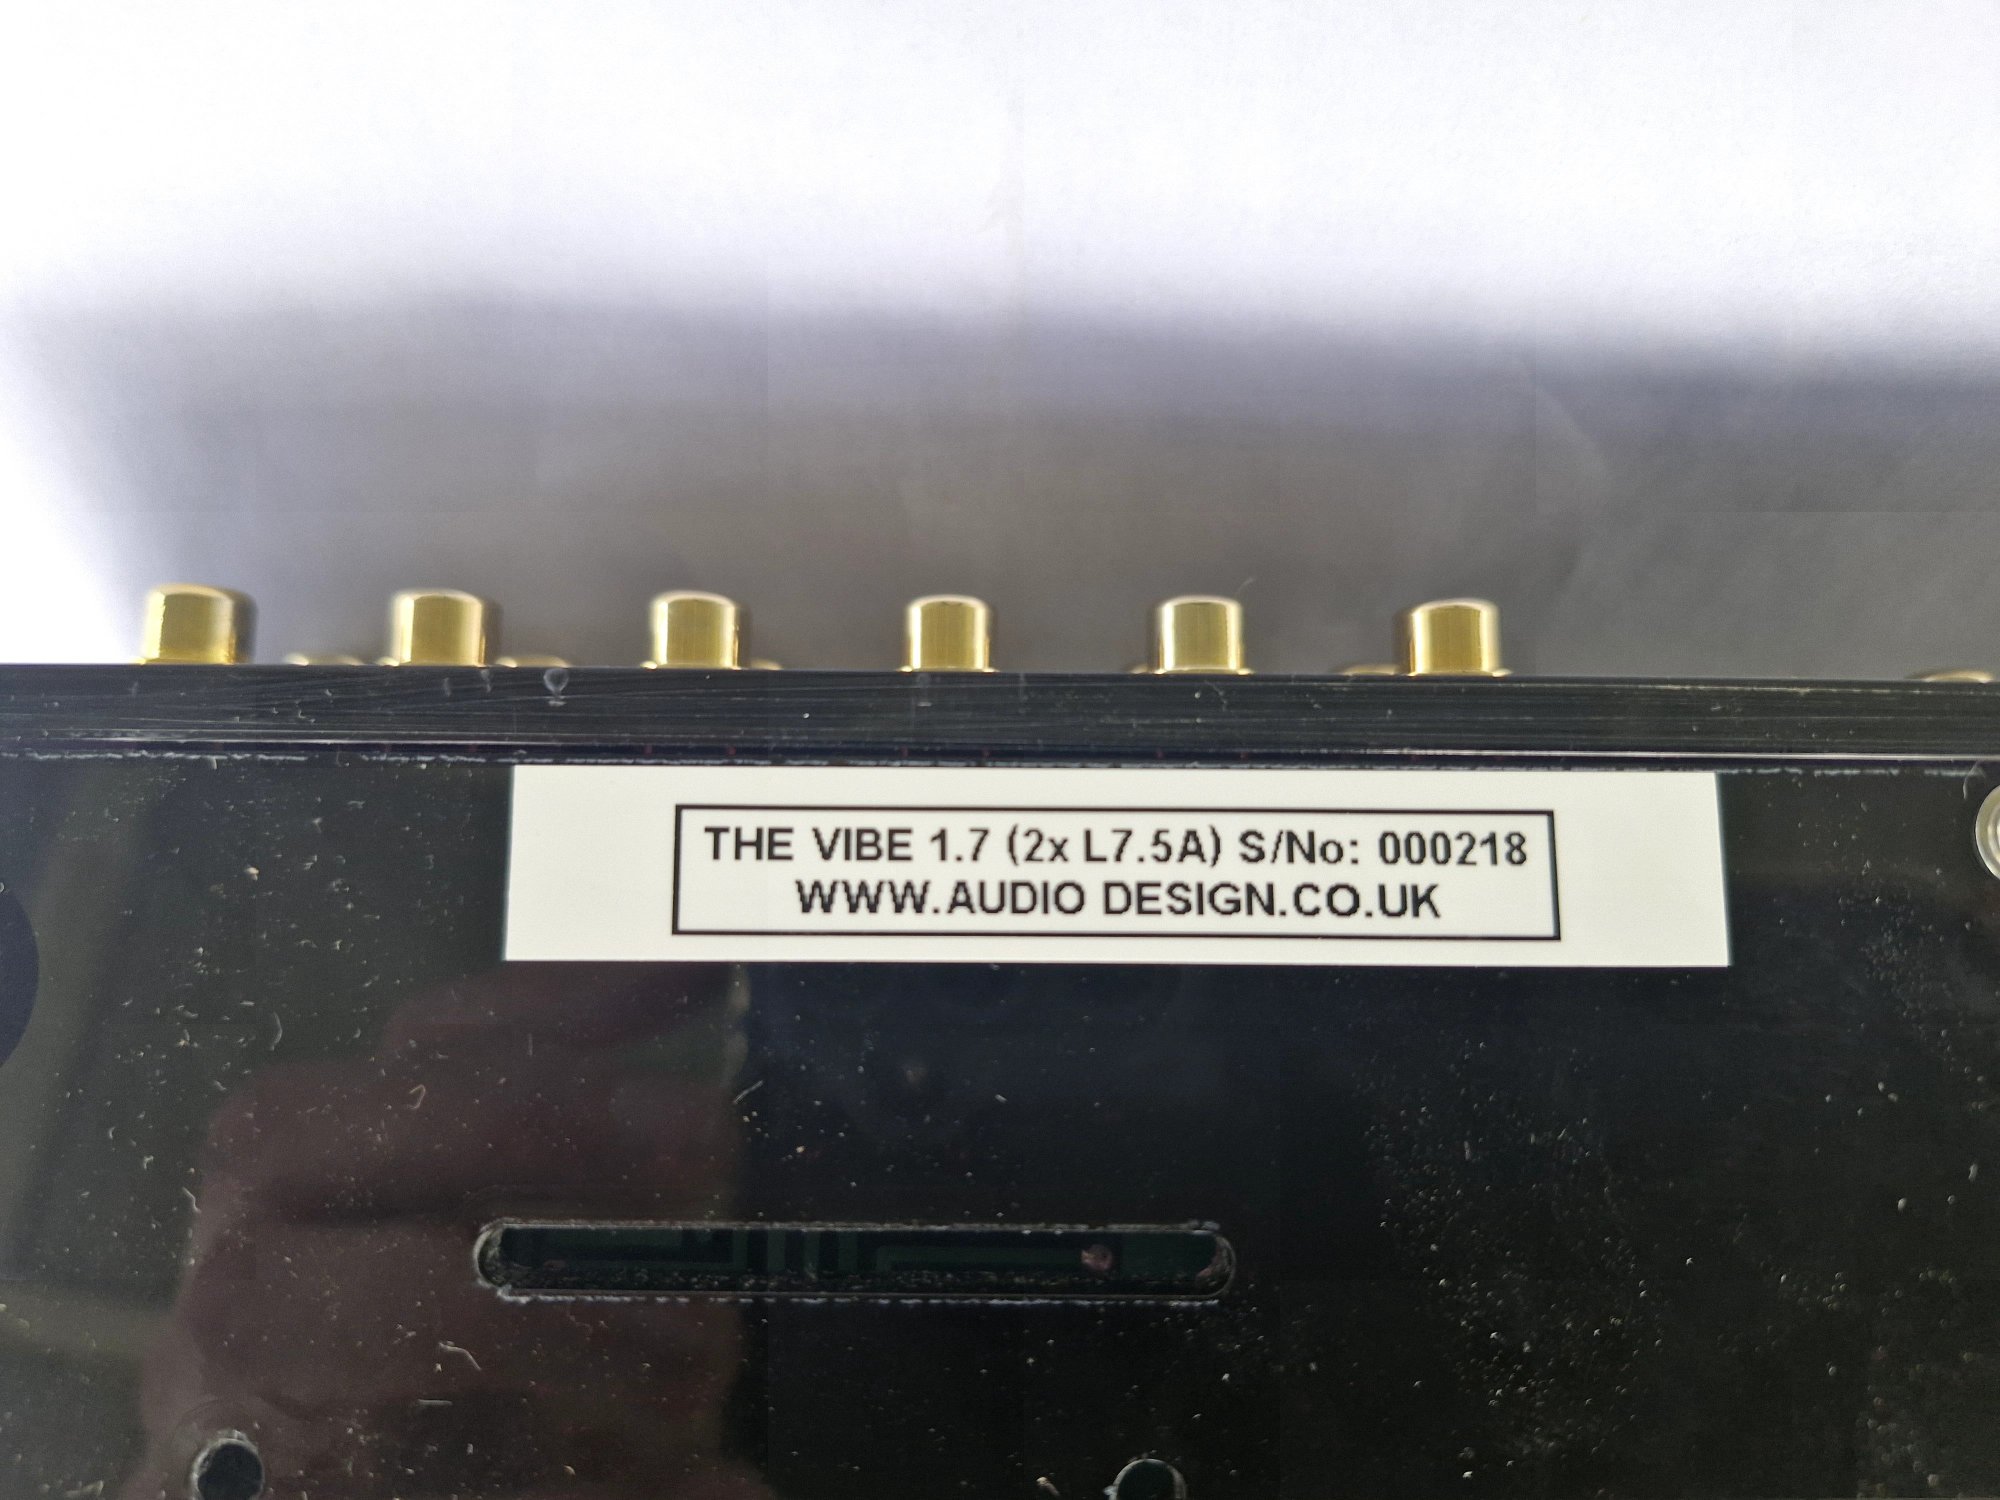 THE VIBE 1.7 (2x L7.5A) S/No: 000218
WWW.AUDIO DESIGN.CO.UK